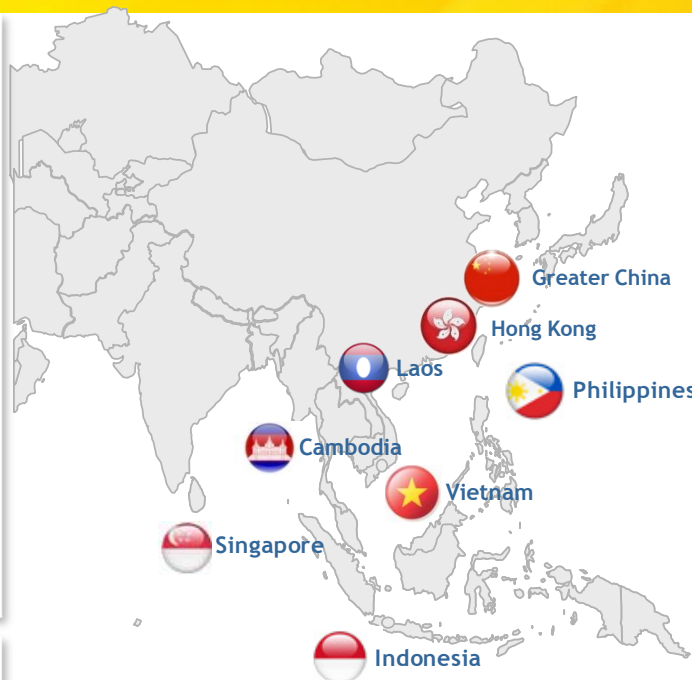 Greater China
Hong Kong
Laos
Philippines
Cambodia
Vietnam
Singapore
Indonesia